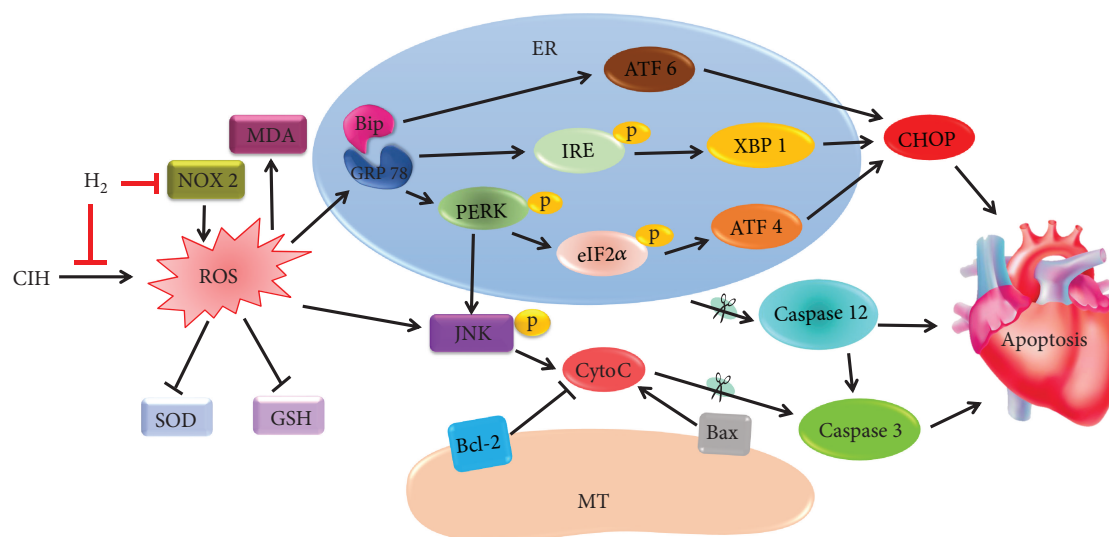 ER
ATF 6
Bip
MDA
p
IRE
XBP 1
CHOP
GRP 78
H₂
NOX 2
PERK
p
p
ATF 4
eIF2α
CIH
ROS
Caspase 12
p
JNK
Apoptosis
CytoC
SOD
GSH
Bcl-2
Bax
Caspase 3
MT